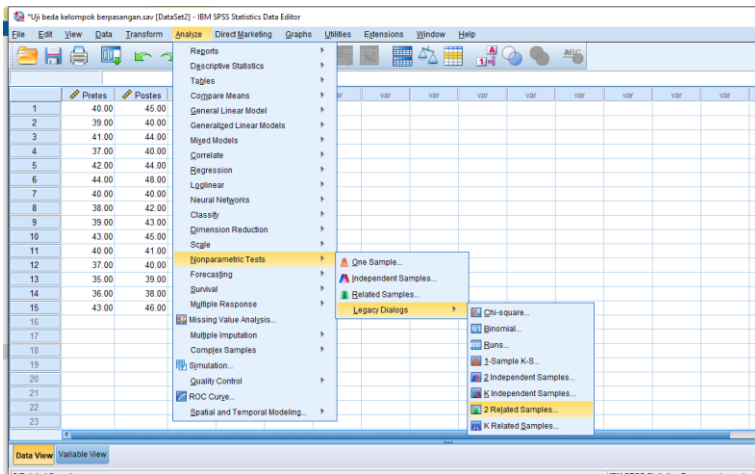 *Uji beda kelompok berpasangan.sav [DataSet2] - IBM SPSS Statistics Data Editor
File Edit View Data Transform Analyze Direct Marketing Graphs Utilities Extensions Window Help
Reports
Descriptive Statistics
Tables
Compare Means
General Linear Model
Generalized Linear Models
Mixed Models
Correlate
Regression
Loglinear
Neural Networks
Classify
Dimension Reduction
Scale
Nonparametric Tests
Forecasting
Survival
Multiple Response
Missing Value Analysis...
Multiple Imputation
Complex Samples
Simulation...
Quality Control
ROC Curve...
Spatial and Temporal Modeling...
One Sample...
Independent Samples...
Related Samples...
Legacy Dialogs
Chi-square...
Binomial...
Runs...
1-Sample K-S...
2 Independent Samples...
K Independent Samples...
2 Related Samples...
K Related Samples...
Pretes Postes var var var var var var var var
1 40.00 45.00
2 39.00 40.00
3 41.00 44.00
4 37.00 40.00
5 42.00 44.00
6 44.00 48.00
7 40.00 40.00
8 38.00 42.00
9 39.00 43.00
10 43.00 45.00
11 40.00 41.00
12 37.00 40.00
13 35.00 39.00
14 36.00 38.00
15 43.00 46.00
16
17
18
19
20
21
22
23
Data View Variable View